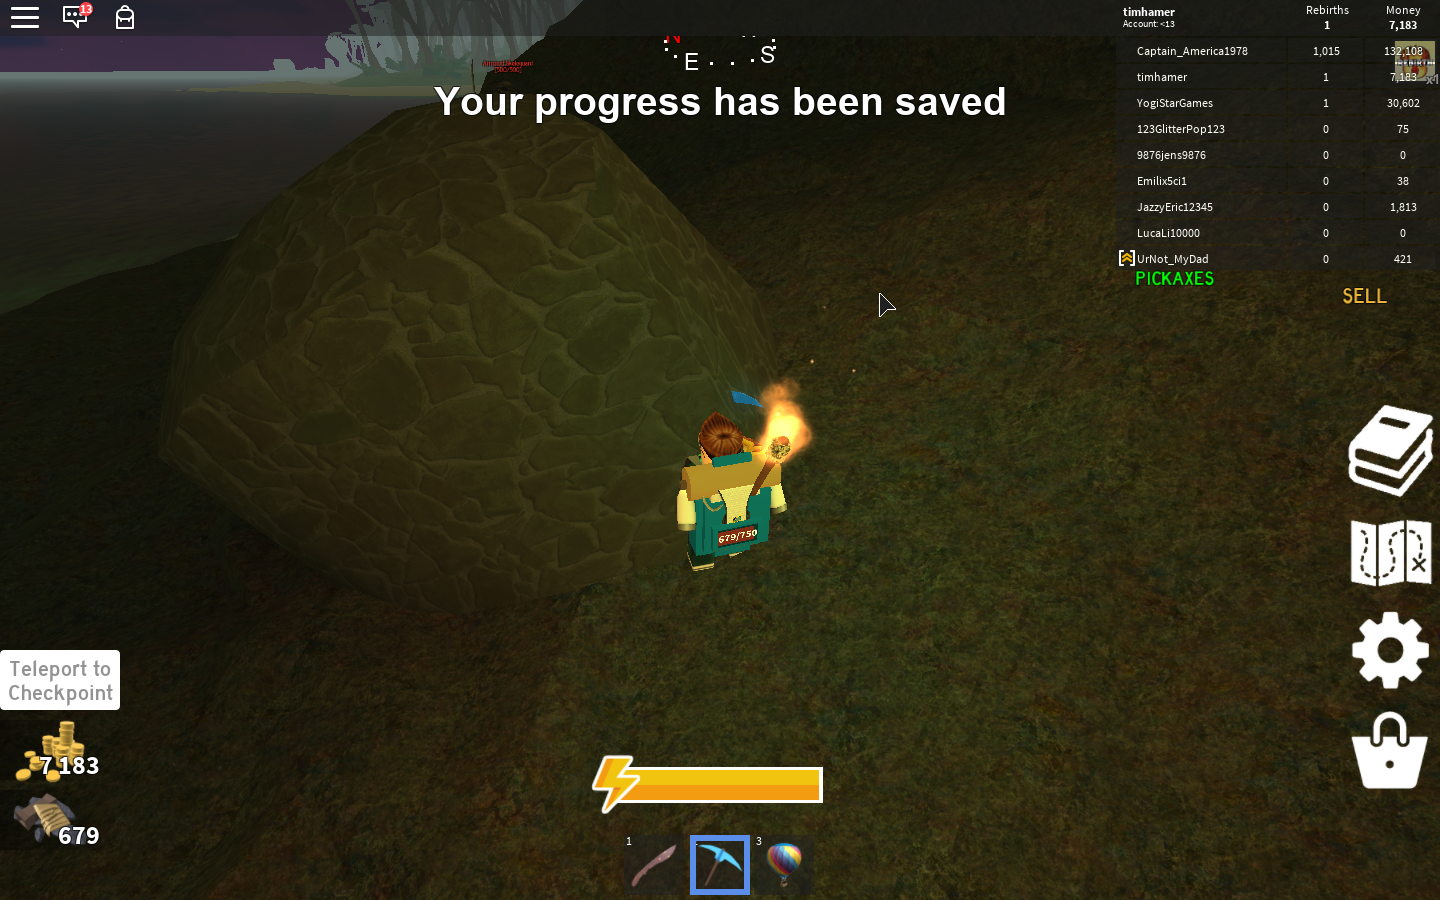 13
timhamer
Account: <13
Rebirths
1
Money
7,183
Captain_America1978 1,015 132,108
timhamer 1 7,183
YogiStarGames 1 30,602
123GlitterPop123 0 75
9876jens9876 0 0
Emilix5ci1 0 38
JazzyEric12345 0 1,813
LucaLi10000 0 0
UrNot_MyDad 0 421
x1
N
E
S
Your progress has been saved
PICKAXES
SELL
679/750
Teleport to
Checkpoint
7 183
679
1
3